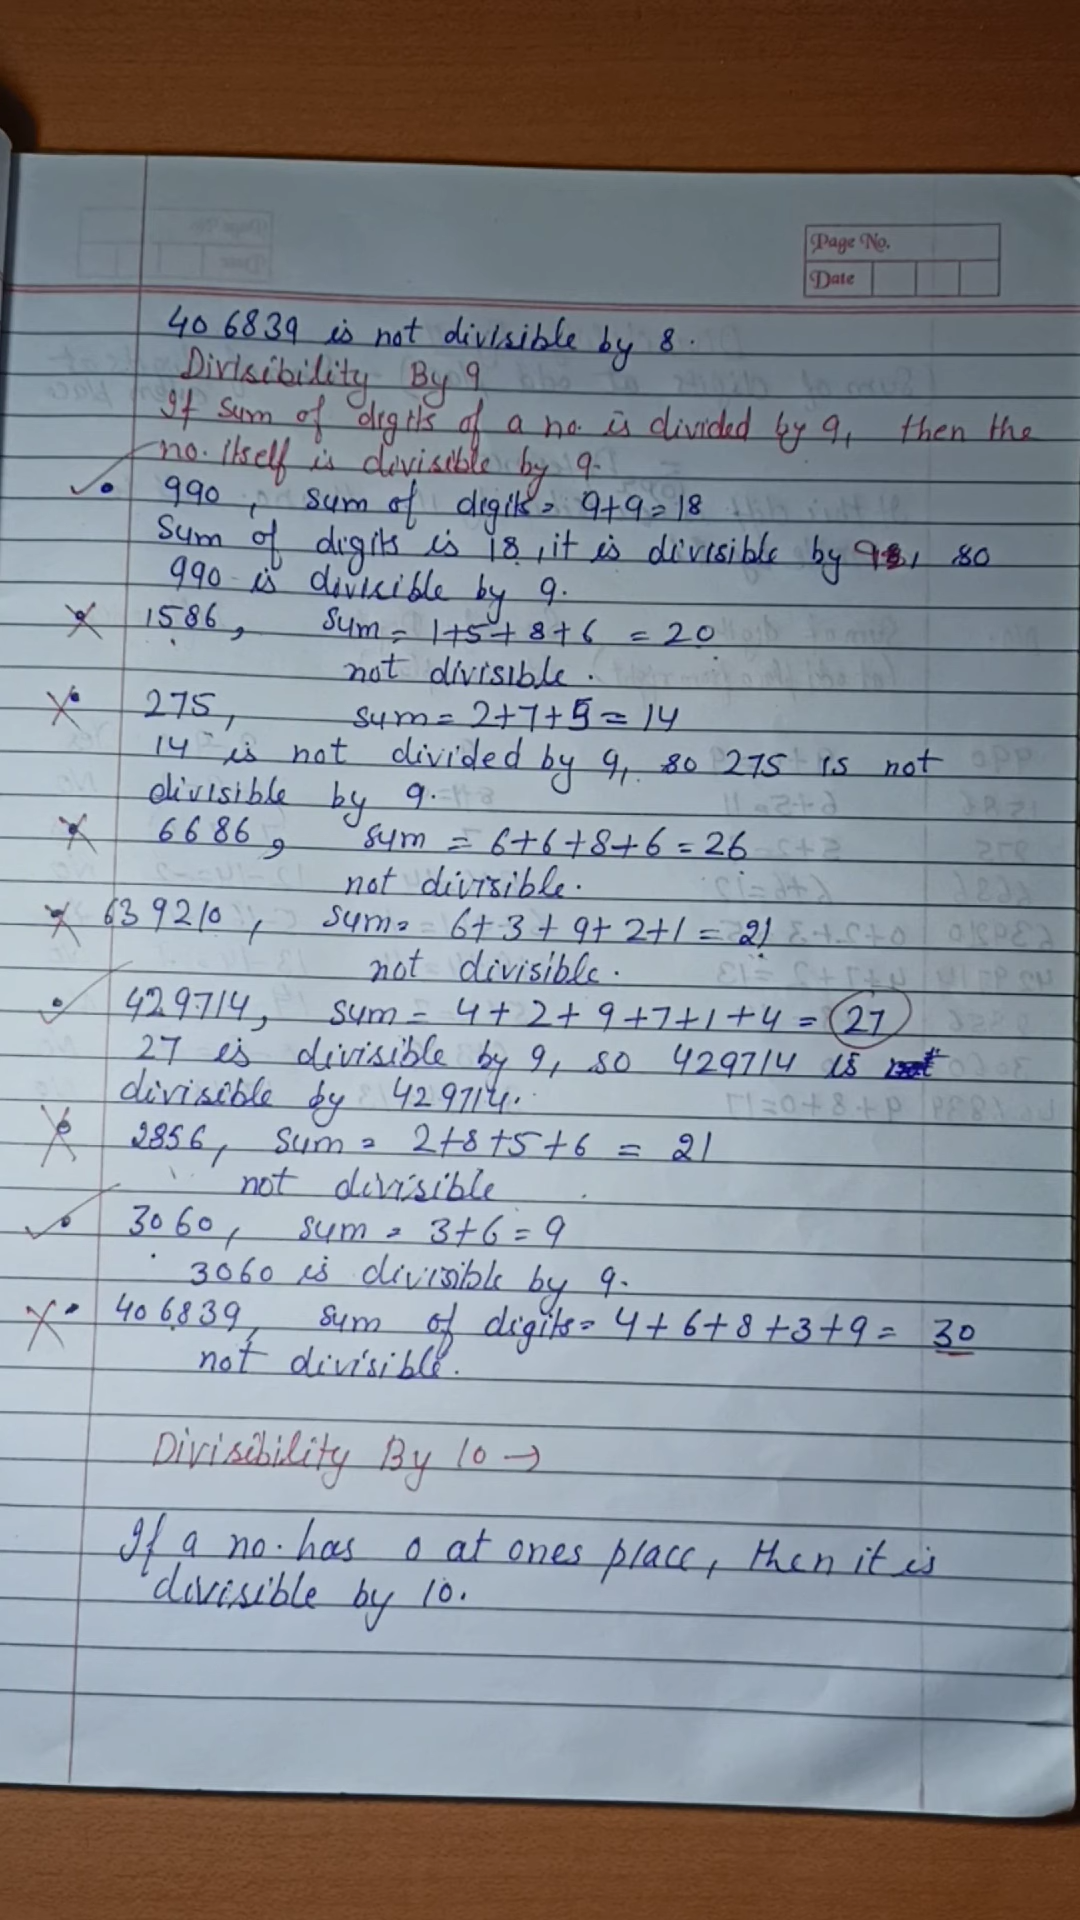 Page No.
Date
406839 is not divisible by 8.
Divisibility By 9
If sum of digits of a no. is divided by 9, then the
no. itself is divisible by 9.
990, sum of digits = 9+9=18
Sum of digits is 18, it is divisible by 9, so
990 is divisible by 9.
1586, sum = 1+5+8+6 = 20
not divisible.
275, sum = 2+7+5 = 14
14 is not divided by 9, so 275 is not
divisible by 9.
6686, sum = 6+6+8+6 = 26
not divisible.
639210, sum = 6+3+9+2+1 = 21
not divisible.
429714, sum = 4+2+9+7+1+4 = 27
27 is divisible by 9, so 429714 is
divisible by 429714.
2856, sum = 2+8+5+6 = 21
not divisible
3060, sum = 3+6=9
3060 is divisible by 9.
406839, sum of digits = 4+6+8+3+9 = 30
not divisible.
Divisibility By 10 →
If a no. has 0 at ones place, then it is
divisible by 10.